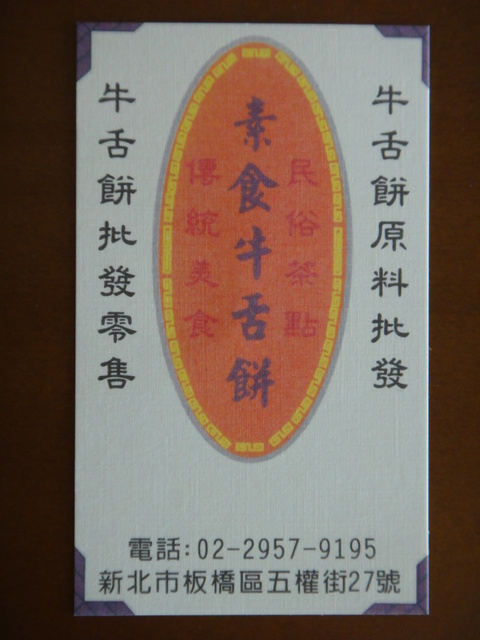 牛舌餅原料批發
民俗茶點
素食牛舌餅
傳統美食
牛舌餅批發零售
電話:02-2957-9195
新北市板橋區五權街27號